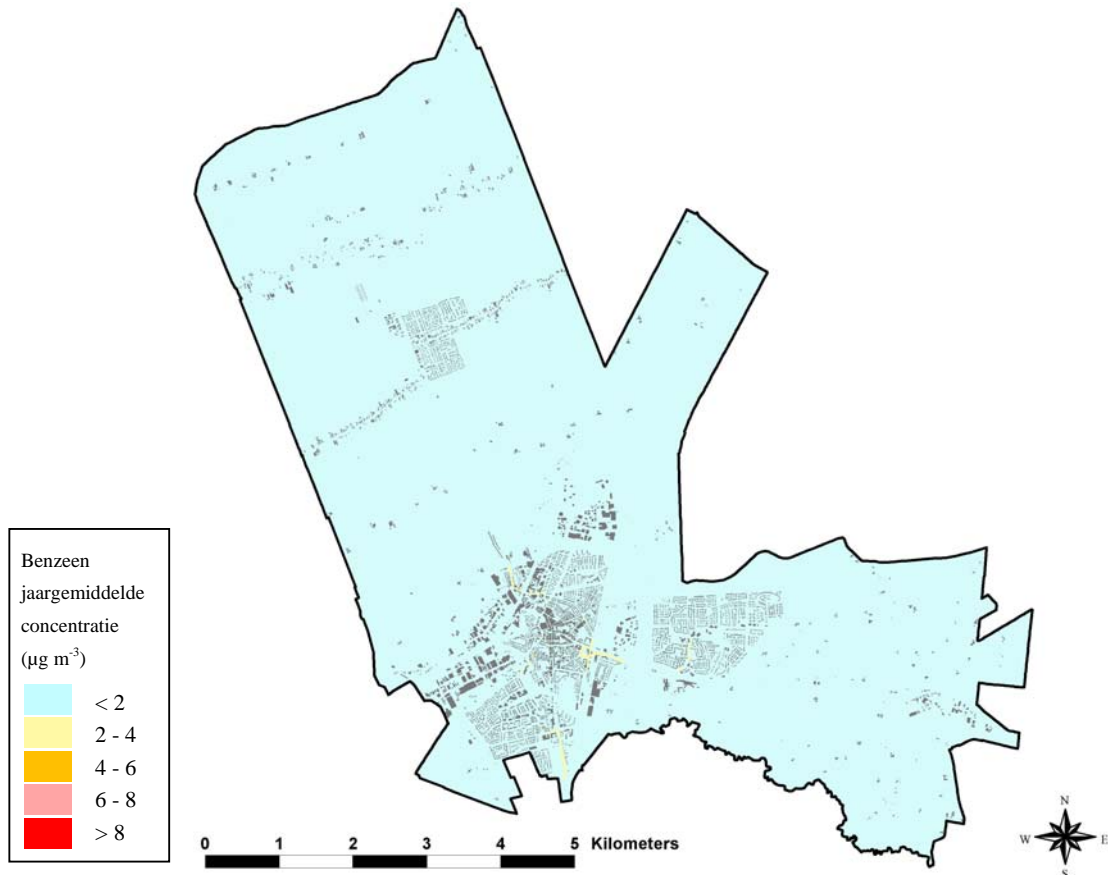 Benzeen
jaargemiddelde
concentratie
(µg m-3)
< 2
2 - 4
4 - 6
6 - 8
> 8
0 1 2 3 4 5 Kilometers
N
W E
S